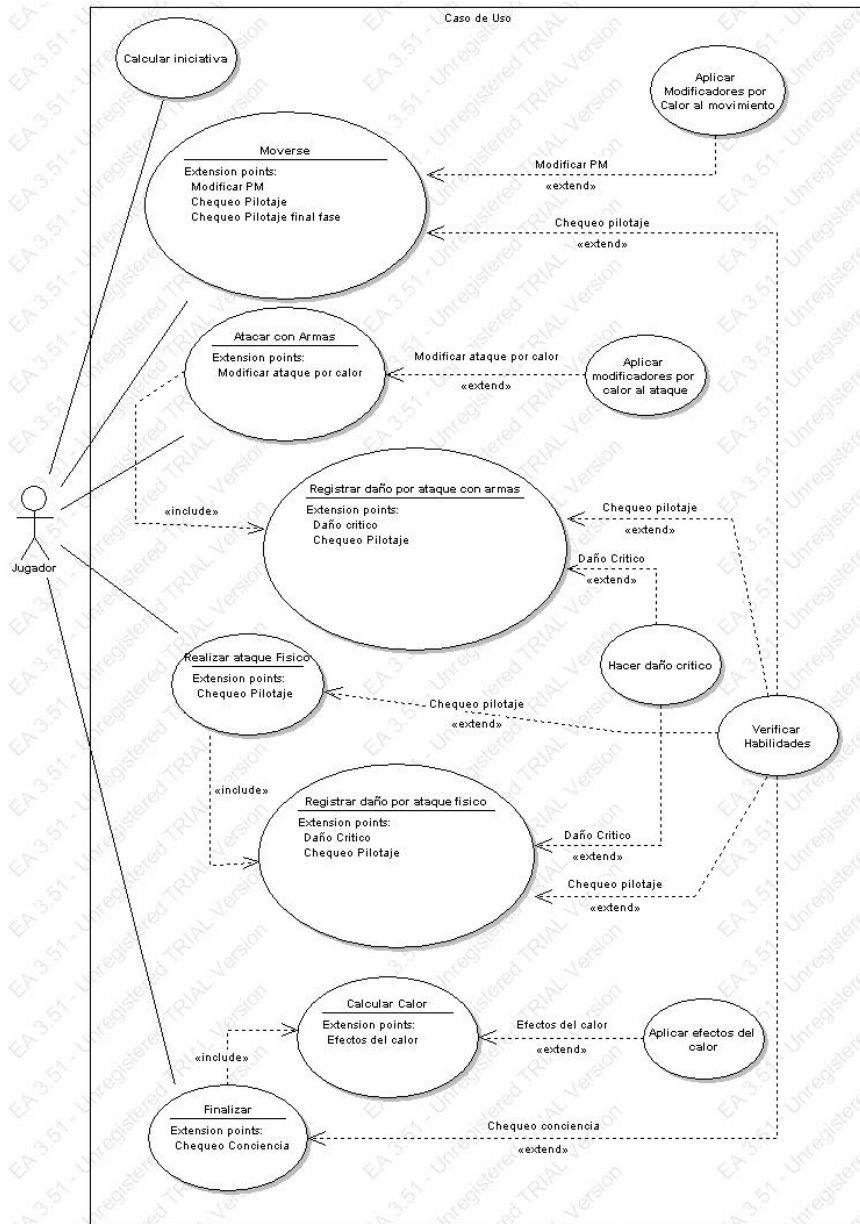 Caso de Uso
Calcular iniciativa
Aplicar
Modificadores por
Calor al movimiento
Moverse
Extension points:
Modificar PM
Chequeo Pilotaje
Chequeo Pilotaje final fase
Modificar PM
«extend»
Chequeo pilotaje
«extend»
Atacar con Armas
Extension points:
Modificar ataque por calor
Modificar ataque por calor
«extend»
Aplicar
modificadores por
calor al ataque
Registrar daño por ataque con armas
Extension points:
Daño critico
Chequeo Pilotaje
«include»
Chequeo pilotaje
«extend»
Daño Critico
«extend»
Jugador
Realizar ataque Fisico
Extension points:
Chequeo Pilotaje
Hacer daño critico
Chequeo pilotaje
«extend»
Verificar
Habilidades
«include»
Registrar daño por ataque fisico
Extension points:
Daño Critico
Chequeo Pilotaje
Daño Critico
«extend»
Chequeo pilotaje
«extend»
Calcular Calor
Extension points:
Efectos del calor
Efectos del calor
«extend»
Aplicar efectos del
calor
«include»
Finalizar
Extension points:
Chequeo Conciencia
Chequeo conciencia
«extend»
EA 3.51 - Unregistered TRIAL Version